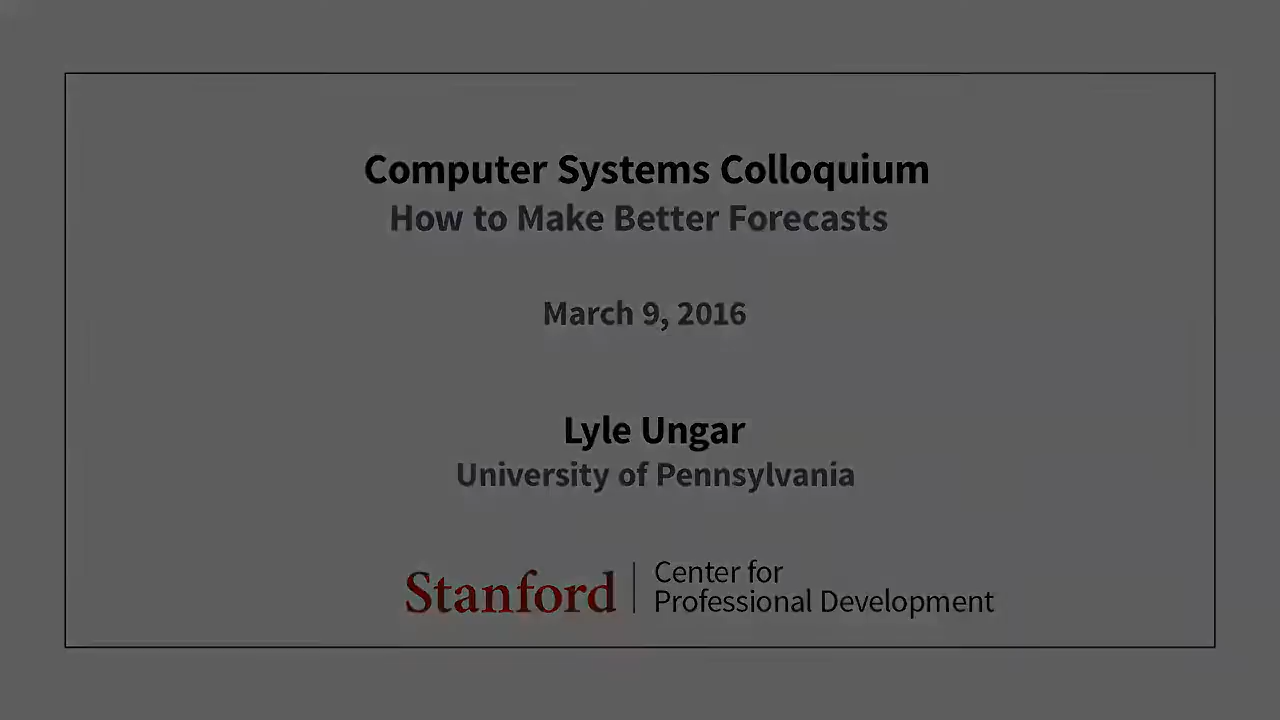 Computer Systems Colloquium
How to Make Better Forecasts
March 9, 2016
Lyle Ungar
University of Pennsylvania
Stanford
Center for
Professional Development